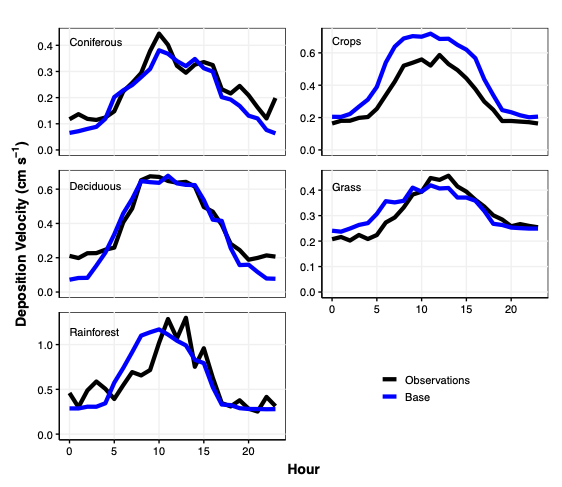 Coniferous
0.4
0.3
0.2
0.1
0.0
Crops
0.6
0.4
0.2
0.0
Deciduous
0.6
0.4
0.2
0.0
Grass
0.4
0.3
0.2
0.1
0.0
0 5 10 15 20
Rainforest
1.0
0.5
0.0
0 5 10 15 20
Observations
Base
Deposition Velocity (cm s⁻¹)
Hour